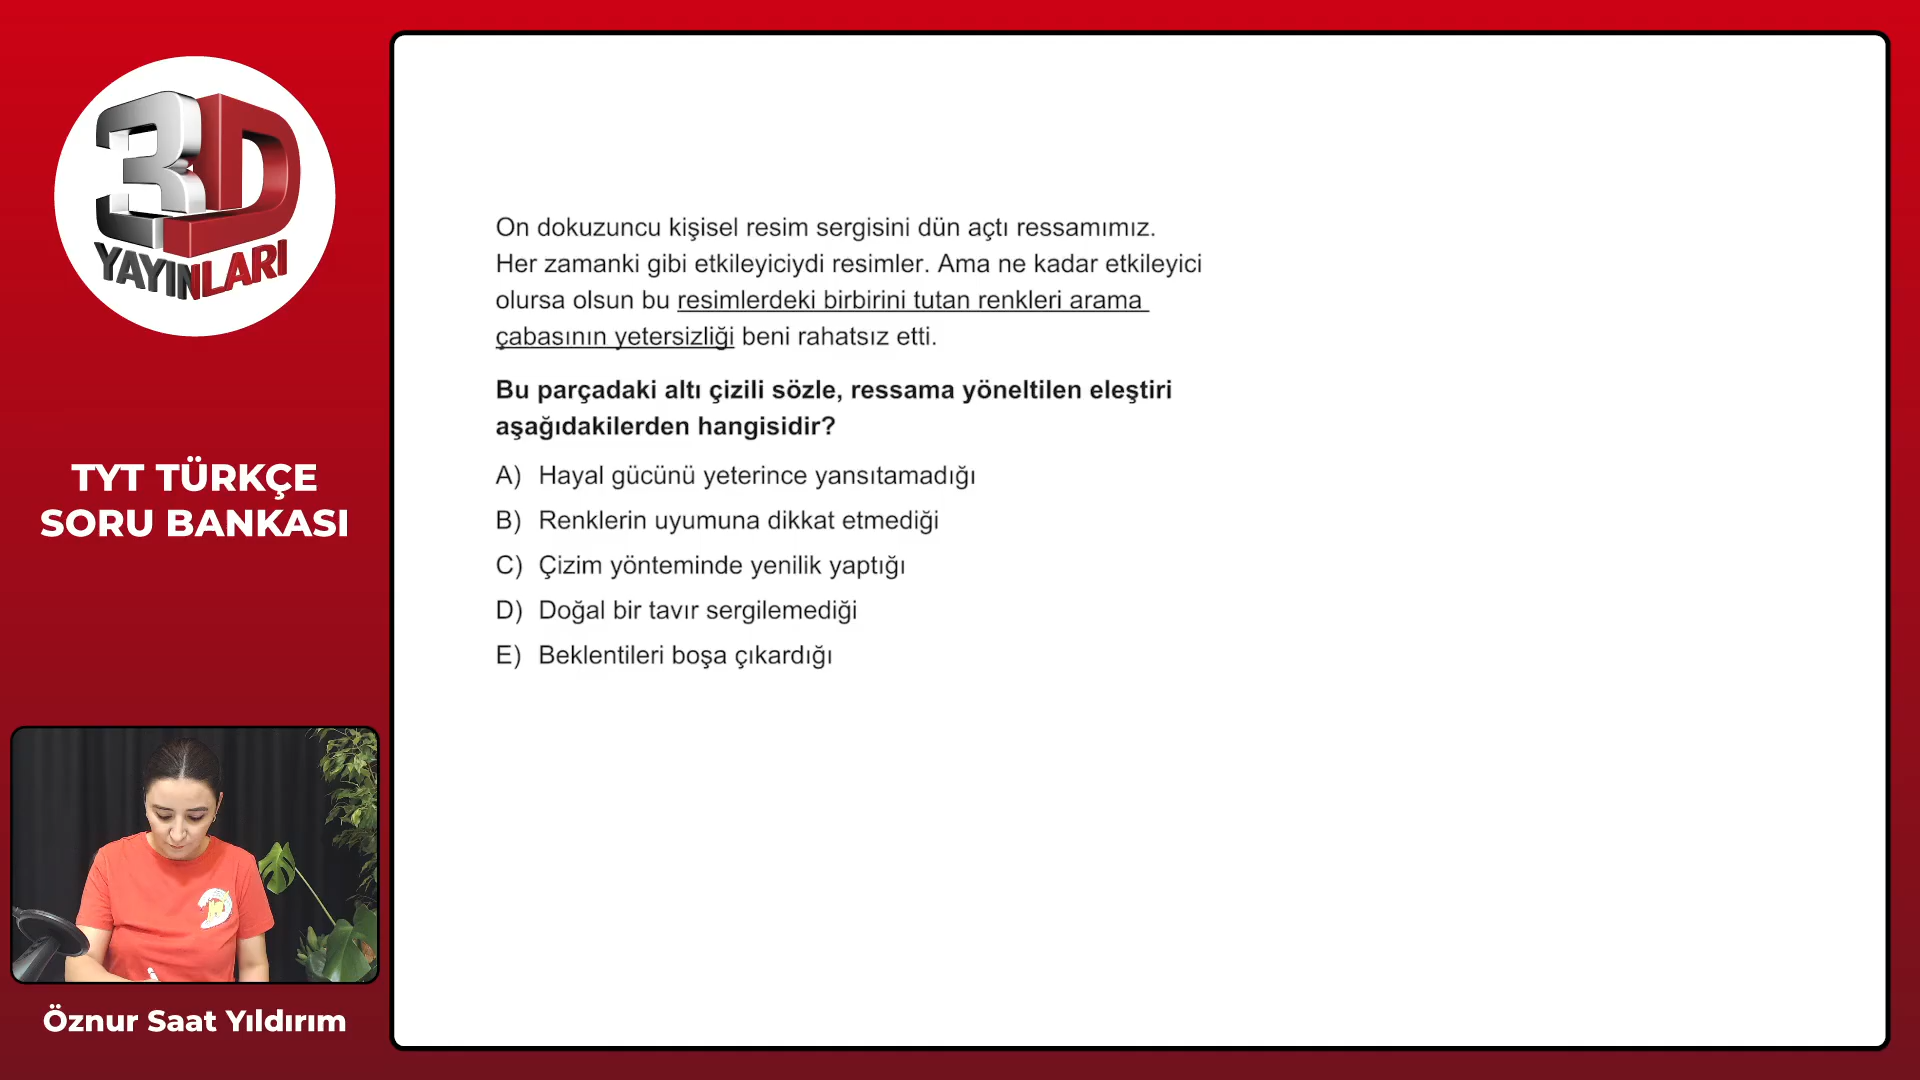 3D
YAYINLARI
TYT TÜRKÇE
SORU BANKASI
Öznur Saat Yıldırım
On dokuzuncu kişisel resim sergisini dün açtı ressamımız.
Her zamanki gibi etkileyiciydi resimler. Ama ne kadar etkileyici
olursa olsun bu resimlerdeki birbirini tutan renkleri arama
çabasının yetersizliği beni rahatsız etti.
Bu parçadaki altı çizili sözle, ressama yöneltilen eleştiri
aşağıdakilerden hangisidir?
A) Hayal gücünü yeterince yansıtamadığı
B) Renklerin uyumuna dikkat etmediği
C) Çizim yönteminde yenilik yaptığı
D) Doğal bir tavır sergilemediği
E) Beklentileri boşa çıkardığı